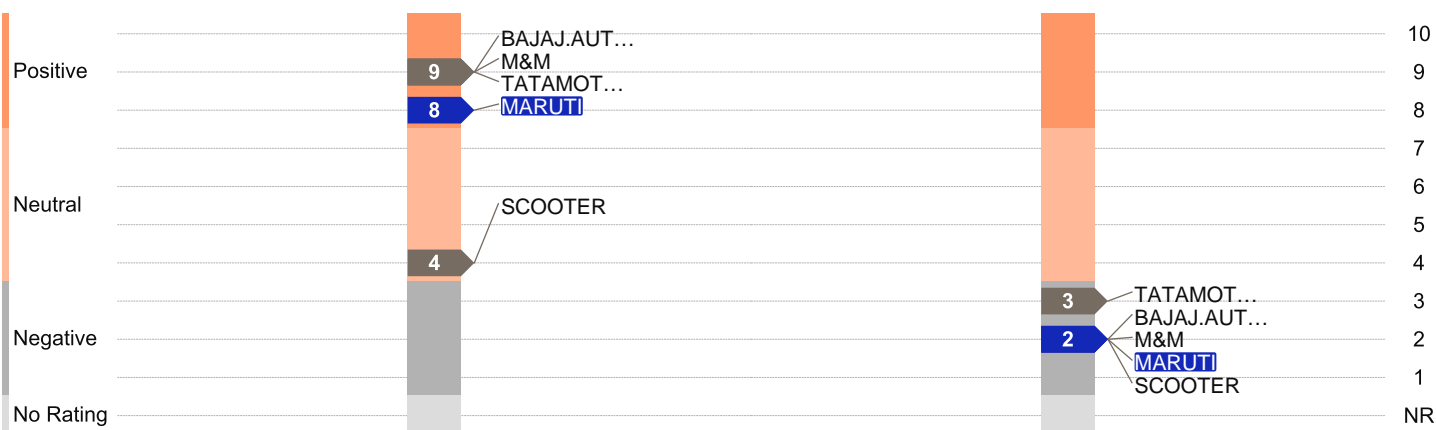 Positive
Neutral
Negative
No Rating
9
BAJAJ.AUT…
M&M
TATAMOT…
8
MARUTI
SCOOTER
4
3
TATAMOT…
BAJAJ.AUT…
2
M&M
MARUTI
SCOOTER
10
9
8
7
6
5
4
3
2
1
NR